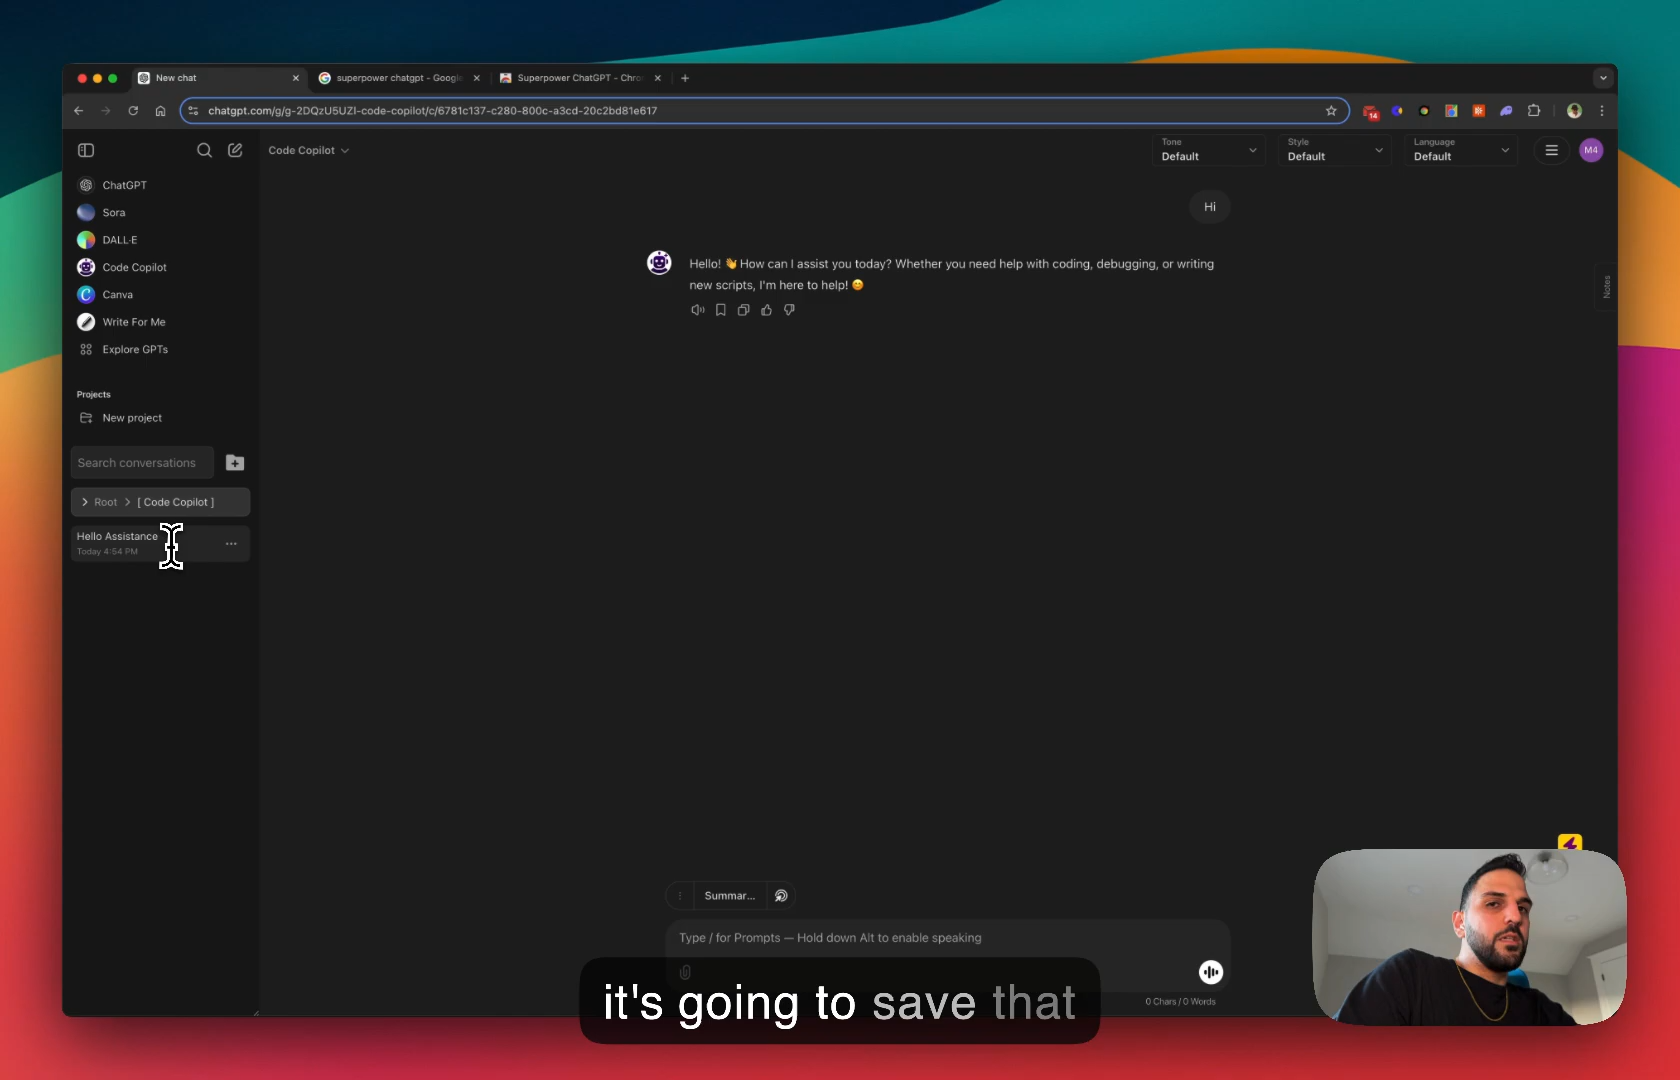 New chat
superpower chatgpt - Googl
Superpower ChatGPT - Chro
chatgpt.com/g/g-2DQzU5UZl-code-copilot/c/6781c137-c280-800c-a3cd-20c2bd81e617
14
Code Copilot
Tone
Default
Style
Default
Language
Default
M4
ChatGPT
Sora
DALL·E
Code Copilot
Canva
Write For Me
Explore GPTs
Projects
New project
Search conversations
Root > [ Code Copilot ]
Hello Assistance
Today 4:54 PM
Hi
Hello! 👋 How can I assist you today? Whether you need help with coding, debugging, or writing
new scripts, I'm here to help! 😊
Notes
Summar...
Type / for Prompts — Hold down Alt to enable speaking
0 Chars / 0 Words
it's going to save that